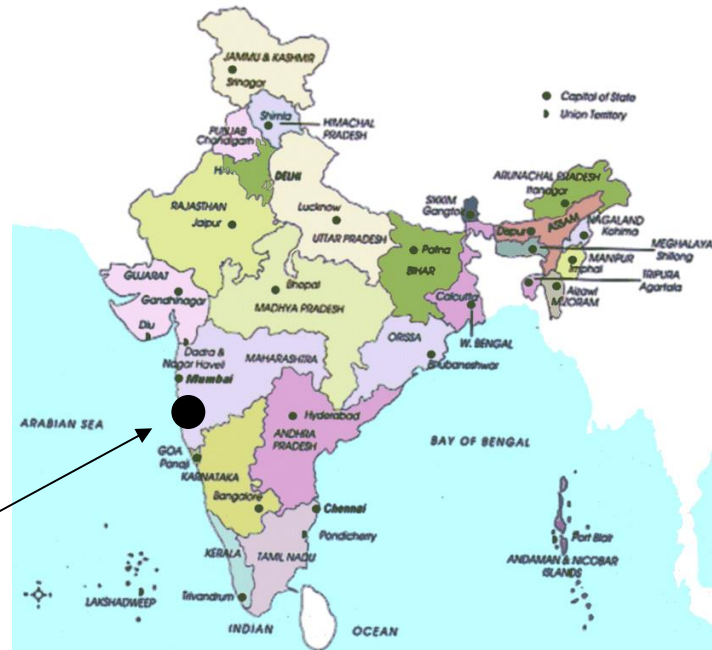 JAMMU & KASHMIR
Srinagar
Shimla
HIMACHAL
PRADESH
PUNJAB
Chandigarh
Capital of State
Union Territory
H
DELHI
RAJASTHAN
Jaipur
Lucknow
UTTAR PRADESH
SIKKIM
Gangtok
ARUNACHAL PRADESH
Itanagar
ASSAM
Dispur
NAGALAND
Kohima
MEGHALAYA
Shillong
MANIPUR
Imphal
TRIPURA
Agartala
Aizawl
MIZORAM
Patna
BIHAR
GUJARAT
Gandhinagar
Bhopal
MADHYA PRADESH
Calcutta
W. BENGAL
Diu
Dadra &
Nagar Haveli
MAHARASHTRA
ORISSA
Bhubaneshwar
Mumbai
ARABIAN SEA
Hyderabad
ANDHRA
PRADESH
BAY OF BENGAL
GOA
Panaji
KARNATAKA
Bangalore
Chennai
Pondicherry
KERALA
TAMIL NADU
Port Blair
ANDAMAN & NICOBAR
ISLANDS
LAKSHADWEEP
Trivandrum
INDIAN OCEAN